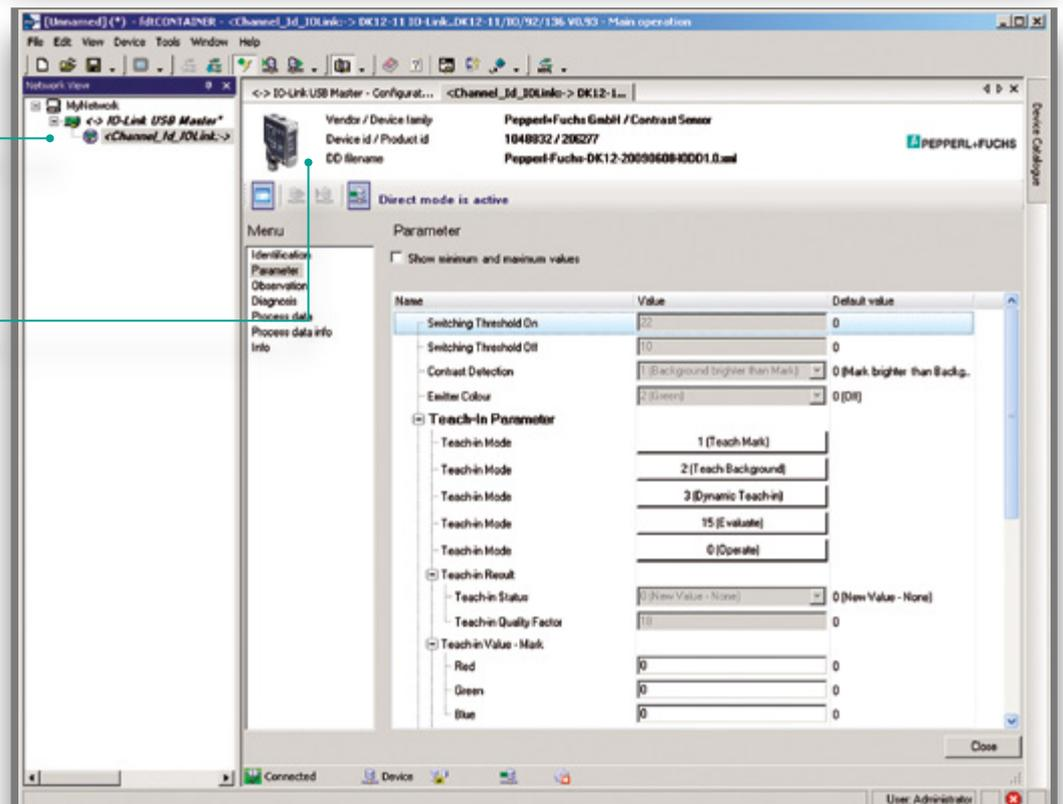 [Unnamed] (*) - fdtCONTAINER - <Channel_Id_IOLink:-> DK12-11 IO-Link..DK12-11/IO/92/136 V0.93 - Main operation
File Edit View Device Tools Window Help
Network View
MyNetwork
<-> IO-Link USB Master*
<Channel_Id_IOLink:->
<-> IO-Link USB Master - Configurat... <Channel_Id_IOLink:-> DK12-1...
Vendor / Device family Pepperl+Fuchs GmbH / Contrast Sensor
Device id / Product id 1048832 / 206277
DD filename Pepperl-Fuchs-DK12-20090608-IODD1.0.xml
PEPPERL+FUCHS
Device Catalogue
Direct mode is active
Menu
Identification
Parameter
Observation
Diagnosis
Process data
Process data info
Info
Parameter
Show minimum and maximum values
Name Value Default value
Switching Threshold On 22 0
Switching Threshold Off 10 0
Contrast Detection 1 (Background brighter than Mark) 0 (Mark brighter than Backg..
Emitter Colour 2 (Green) 0 (Off)
Teach-In Parameter
Teach-in Mode 1 (Teach Mark)
Teach-in Mode 2 (Teach Background)
Teach-in Mode 3 (Dynamic Teach-in)
Teach-in Mode 15 (Evaluate)
Teach-in Mode 0 (Operate)
Teach-in Result
Teach-in Status 0 (New Value - None) 0 (New Value - None)
Teach-in Quality Factor 18 0
Teach-in Value - Mark
Red 0 0
Green 0 0
Blue 0 0
Close
Connected Device
User: Administrator